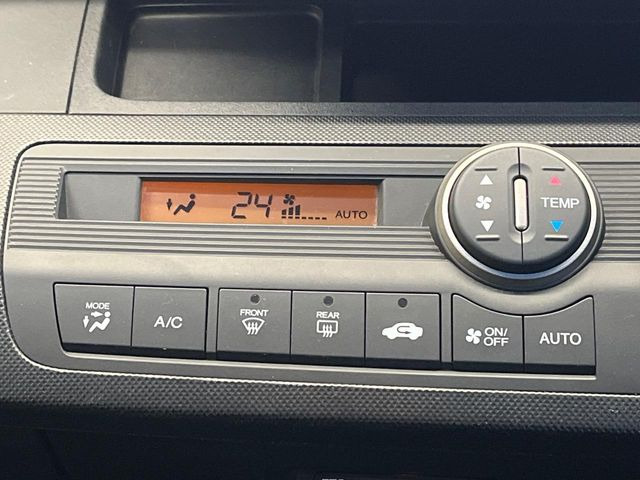 24
AUTO
TEMP
MODE
A/C
FRONT
REAR
ON/
OFF
AUTO